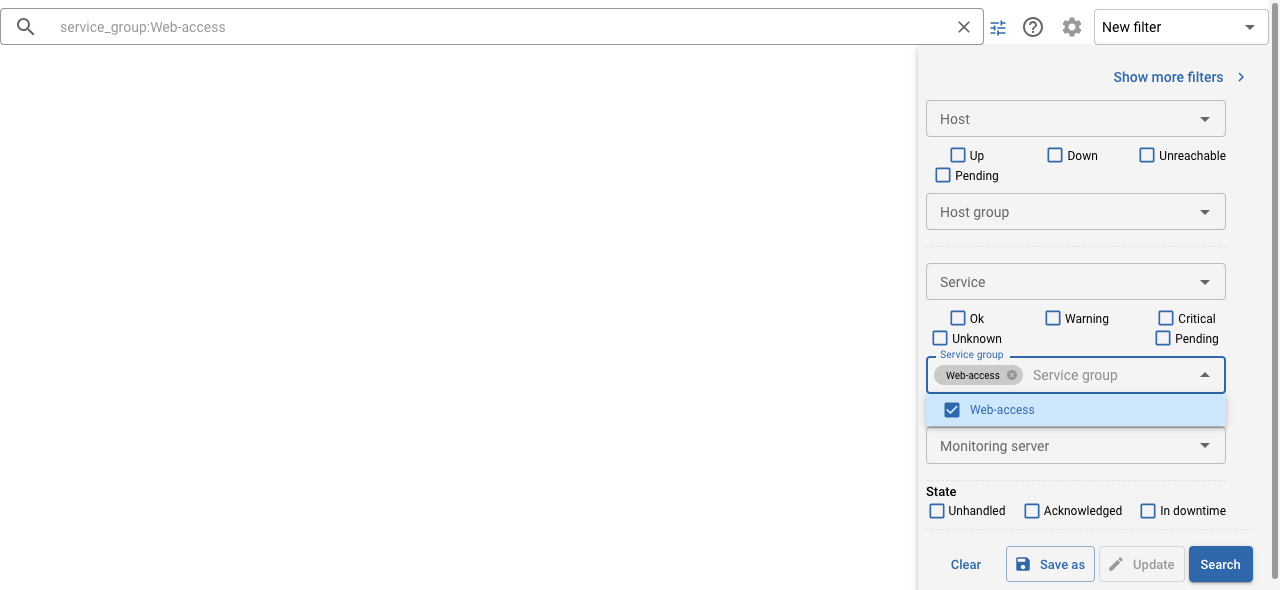 service_group:Web-access
New filter
Show more filters
Host
Up Down Unreachable
Pending
Host group
Service
Ok Warning Critical
Unknown Pending
Service group
Web-access Service group
Web-access
Monitoring server
State
Unhandled Acknowledged In downtime
Clear Save as Update Search